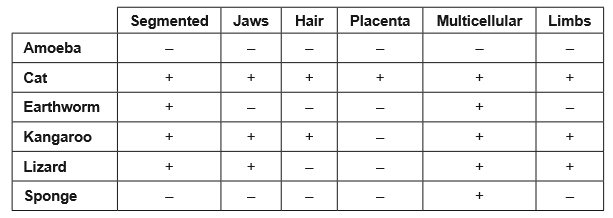 Segmented Jaws Hair Placenta Multicellular Limbs
Amoeba – – – – – –
Cat + + + + + +
Earthworm + – – – + –
Kangaroo + + + – + +
Lizard + + – – + +
Sponge – – – – + –